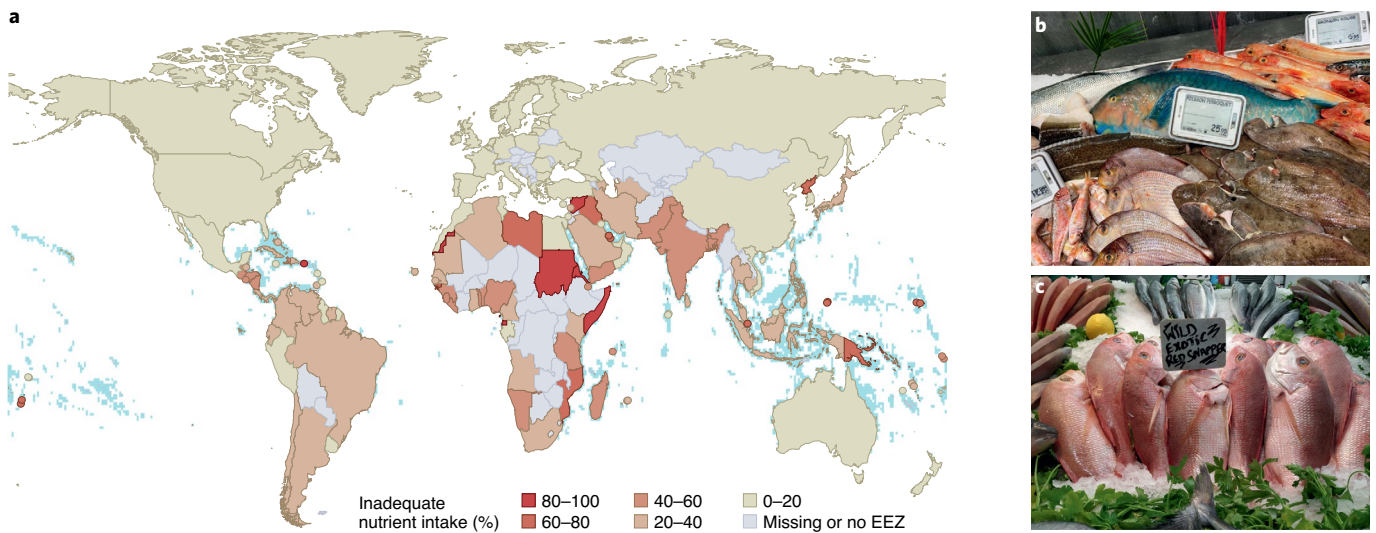 a
Inadequate
nutrient intake (%)
80–100
60–80
40–60
20–40
0–20
Missing or no EEZ
b
POISSON PERROQUET
25
c
WILD
EXOTIC
RED SNAPPER